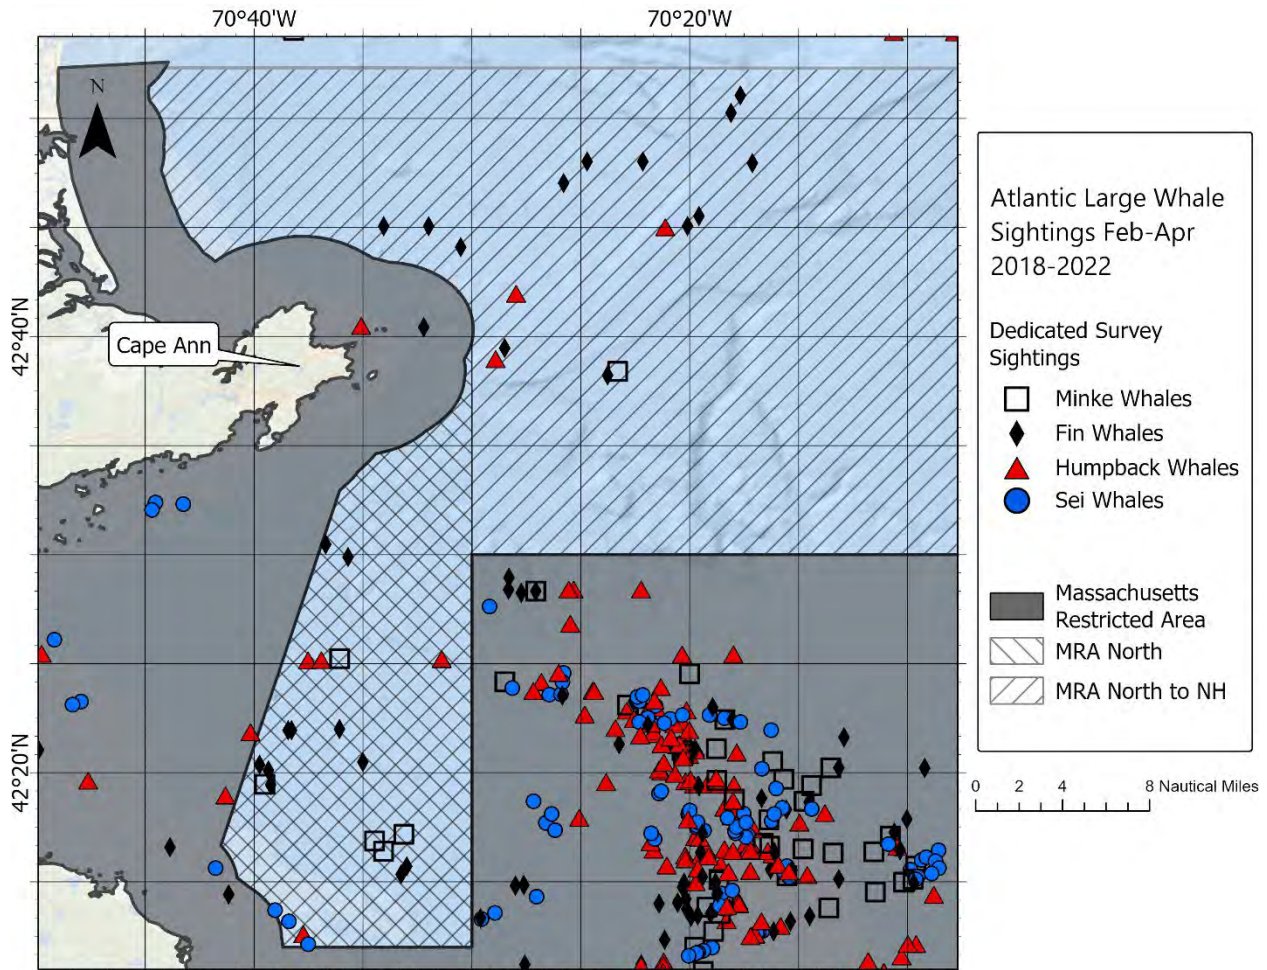 70°40'W
70°20'W
N
42°40'N
Cape Ann
42°20'N
Atlantic Large Whale
Sightings Feb-Apr
2018-2022
Dedicated Survey
Sightings
Minke Whales
Fin Whales
Humpback Whales
Sei Whales
Massachusetts
Restricted Area
MRA North
MRA North to NH
0 2 4 8 Nautical Miles